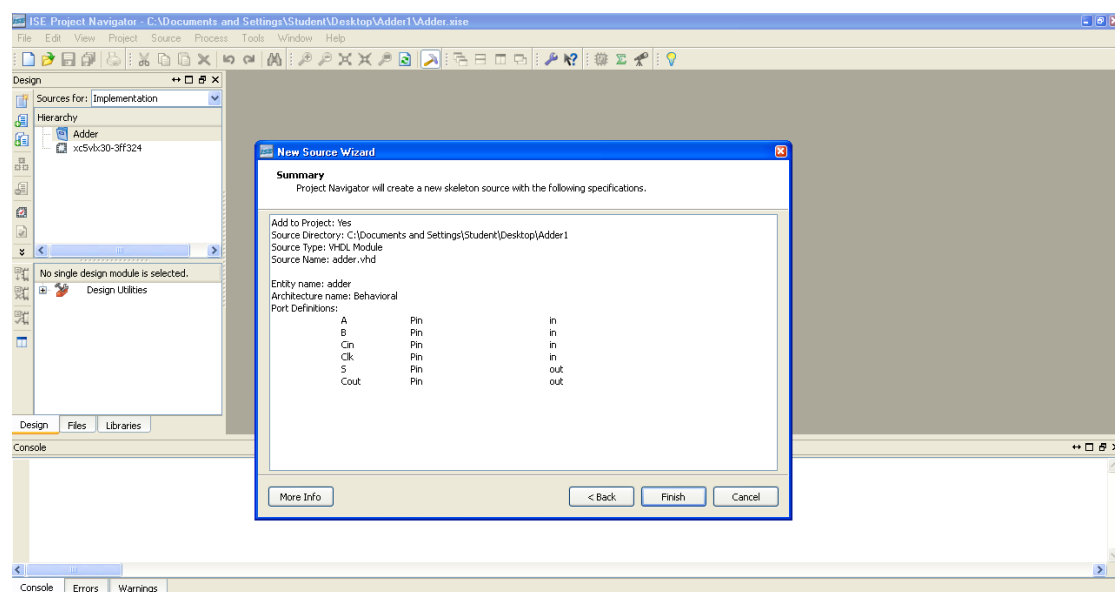 ISE Project Navigator - C:\Documents and Settings\Student\Desktop\Adder1\Adder.xise
File Edit View Project Source Process Tools Window Help
Design
Sources for: Implementation
Hierarchy
Adder
xc5vlx30-3ff324
No single design module is selected.
Design Utilities
Design Files Libraries
New Source Wizard
Summary
Project Navigator will create a new skeleton source with the following specifications.
Add to Project: Yes
Source Directory: C:\Documents and Settings\Student\Desktop\Adder1
Source Type: VHDL Module
Source Name: adder.vhd
Entity name: adder
Architecture name: Behavioral
Port Definitions:
A Pin in
B Pin in
Cin Pin in
Clk Pin in
S Pin out
Cout Pin out
More Info < Back Finish Cancel
Console
Console Errors Warnings